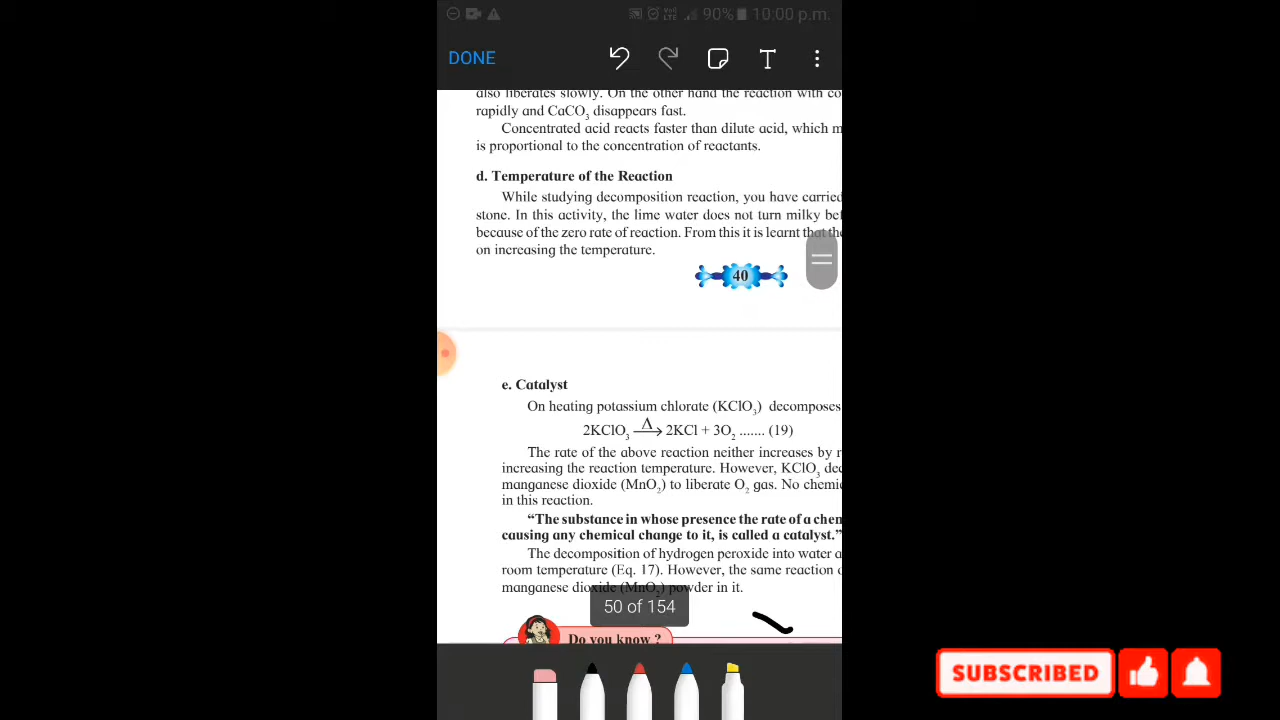 90% 10:00 p.m.
DONE
T
also liberates slowly. On the other hand the reaction with co
rapidly and CaCO₃ disappears fast.
Concentrated acid reacts faster than dilute acid, which m
is proportional to the concentration of reactants.
d. Temperature of the Reaction
While studying decomposition reaction, you have carried
stone. In this activity, the lime water does not turn milky bef
because of the zero rate of reaction. From this it is learnt that the
on increasing the temperature.
40
e. Catalyst
On heating potassium chlorate (KClO₃) decomposes
2KClO₃ —Δ→ 2KCl + 3O₂ ....... (19)
The rate of the above reaction neither increases by r
increasing the reaction temperature. However, KClO₃ dec
manganese dioxide (MnO₂) to liberate O₂ gas. No chemic
in this reaction.
“The substance in whose presence the rate of a chem
causing any chemical change to it, is called a catalyst.”
The decomposition of hydrogen peroxide into water a
room temperature (Eq. 17). However, the same reaction
manganese dioxide (MnO₂) powder in it.
50 of 154
Do you know ?
SUBSCRIBED